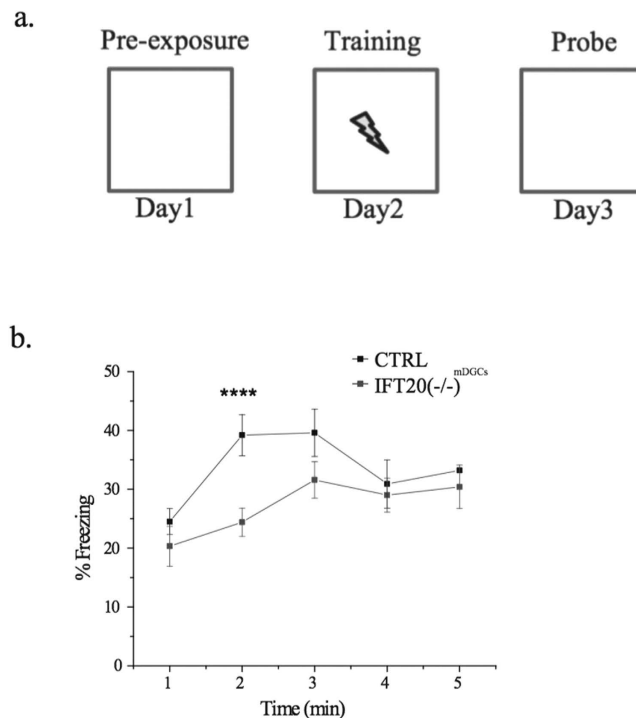 a.
Pre-exposure Training Probe
Day1 Day2 Day3
b.
CTRL
IFT20(-/-)mDGCs
****
50
40
30
20
10
0
% Freezing
1 2 3 4 5
Time (min)